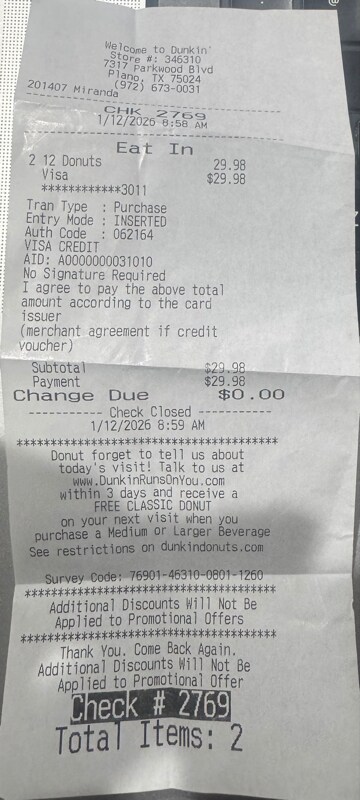 Welcome to Dunkin'
Store #: 346310
7317 Parkwood Blvd
Plano, TX 75024
(972) 673-0031
201407 Miranda
CHK 2769
1/12/2026 8:58 AM
Eat In
2 12 Donuts 29.98
Visa $29.98
************3011
Tran Type : Purchase
Entry Mode : INSERTED
Auth Code : 062164
VISA CREDIT
AID: A0000000031010
No Signature Required
I agree to pay the above total
amount according to the card
issuer
(merchant agreement if credit
voucher)
Subtotal $29.98
Payment $29.98
Change Due $0.00
----------- Check Closed -----------
1/12/2026 8:59 AM
****************************************
Donut forget to tell us about
today's visit! Talk to us at
www.DunkinRunsOnYou.com
within 3 days and receive a
FREE CLASSIC DONUT
on your next visit when you
purchase a Medium or Larger Beverage
See restrictions on dunkindonuts.com
Survey Code: 76901-46310-0801-1260
****************************************
Additional Discounts Will Not Be
Applied to Promotional Offers
****************************************
Thank You. Come Back Again.
Additional Discounts Will Not Be
Applied to Promotional Offer
Check # 2769
Total Items: 2